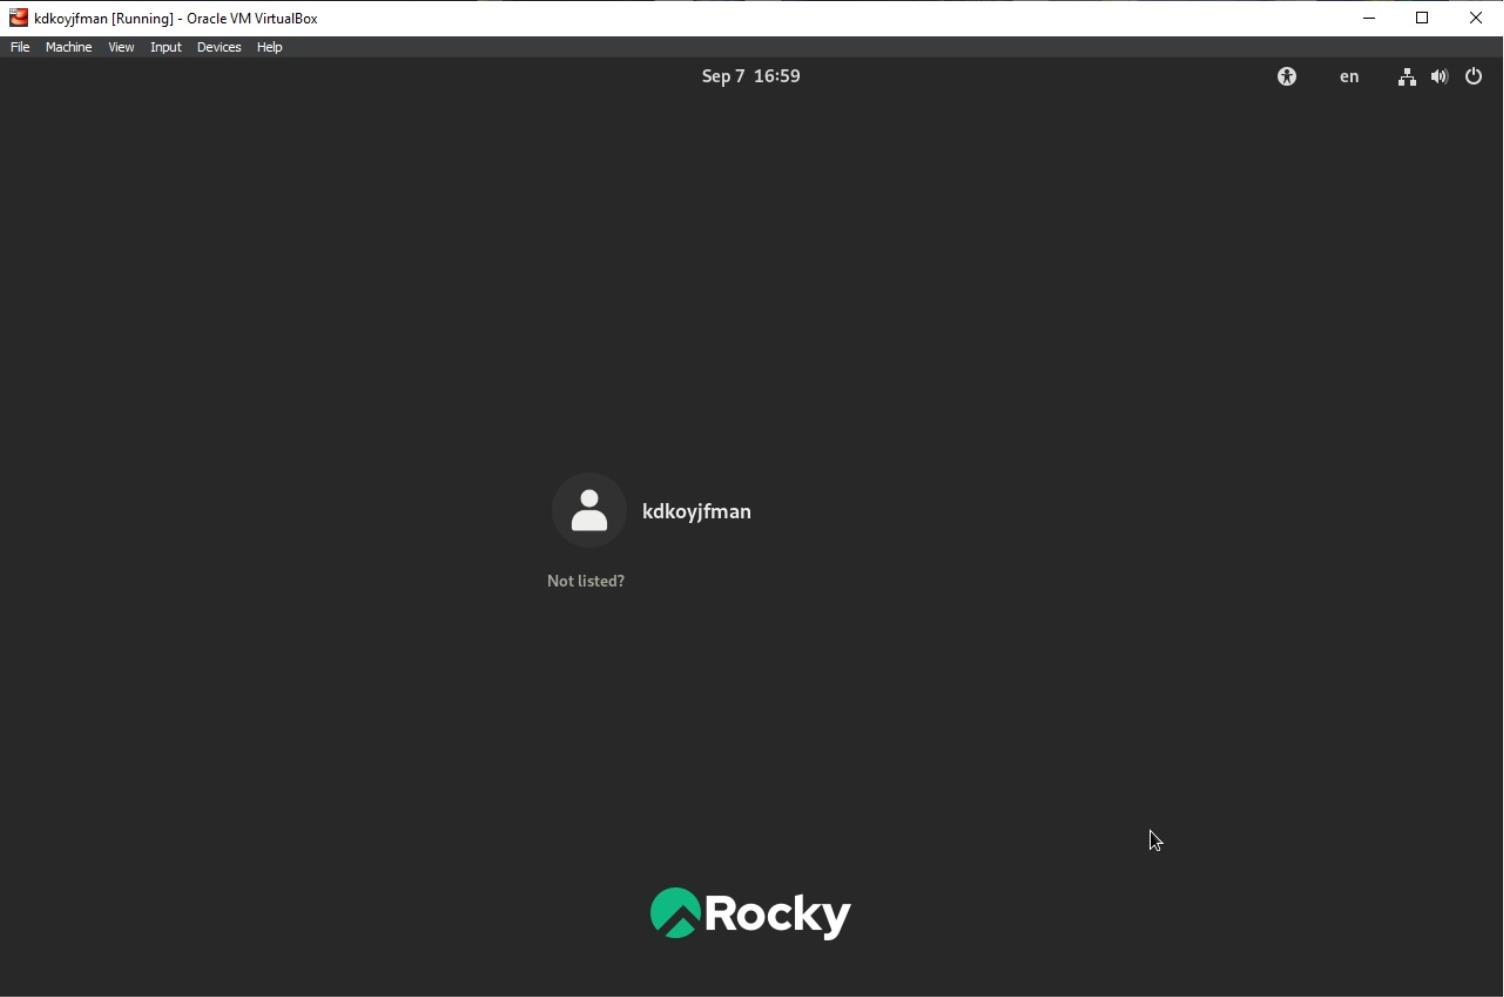 kdkoyjfman [Running] - Oracle VM VirtualBox
File Machine View Input Devices Help
Sep 7 16:59 en
kdkoyjfman
Not listed?
Rocky